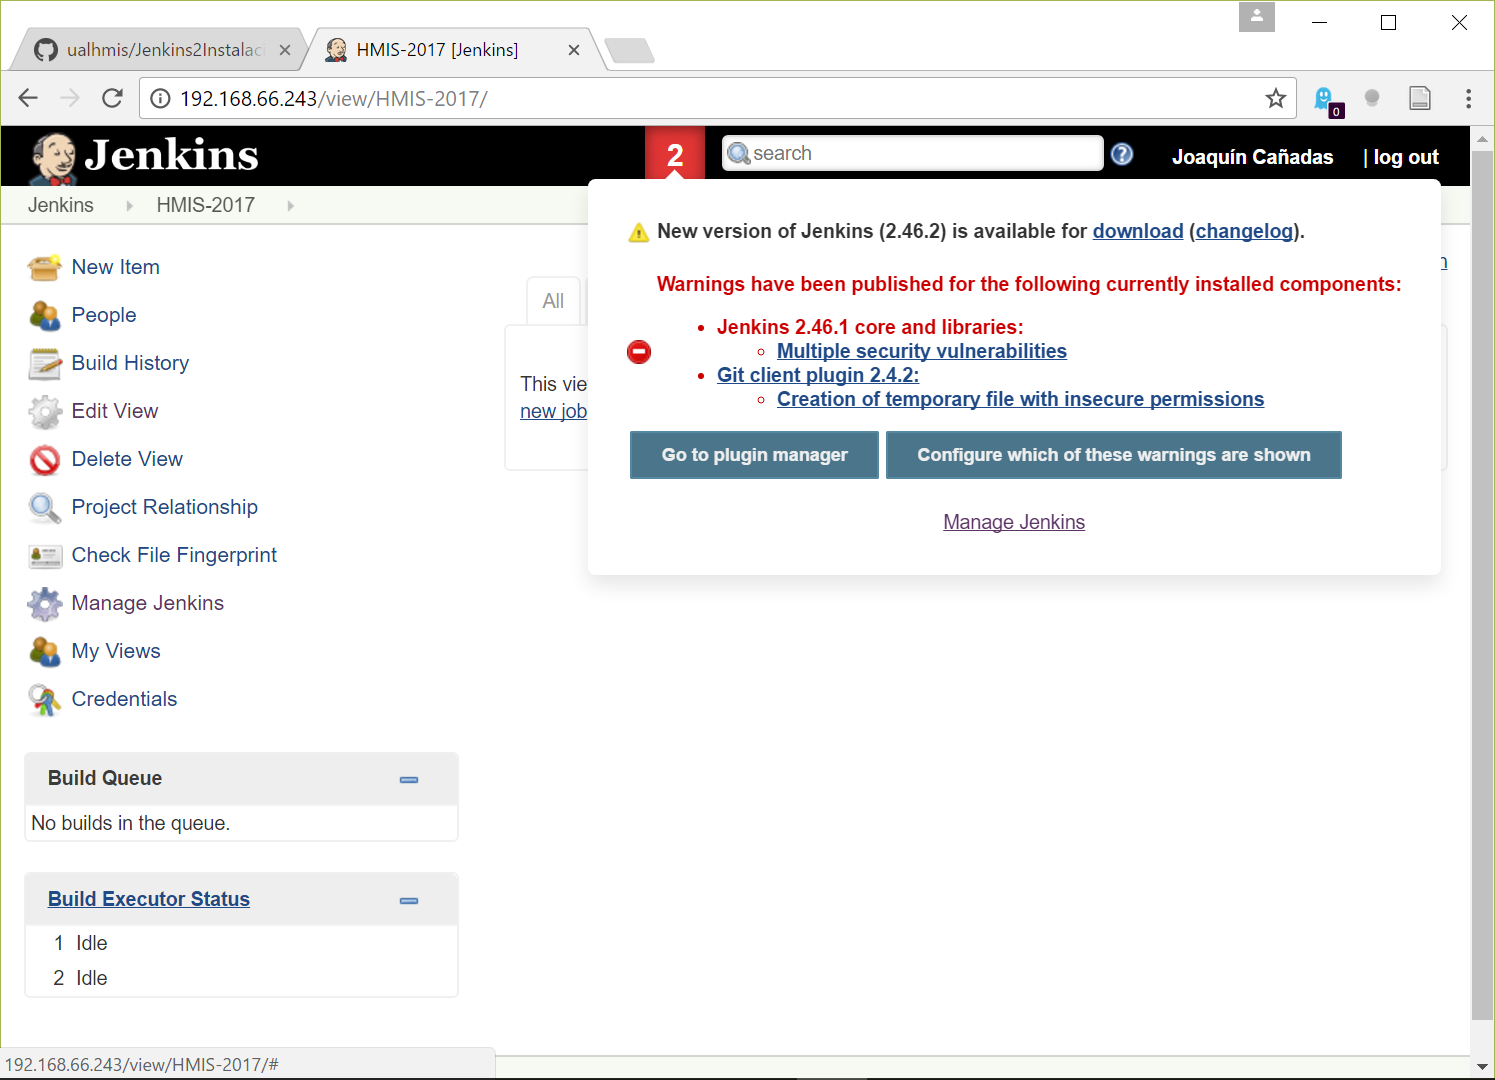 ualhmis/Jenkins2Instalaci
HMIS-2017 [Jenkins]
192.168.66.243/view/HMIS-2017/
0
Jenkins
2
search
Joaquín Cañadas
| log out
Jenkins
HMIS-2017
New version of Jenkins (2.46.2) is available for download (changelog).
Warnings have been published for the following currently installed components:
Jenkins 2.46.1 core and libraries:
Multiple security vulnerabilities
Git client plugin 2.4.2:
Creation of temporary file with insecure permissions
Go to plugin manager
Configure which of these warnings are shown
Manage Jenkins
n
All
This vie
new job
New Item
People
Build History
Edit View
Delete View
Project Relationship
Check File Fingerprint
Manage Jenkins
My Views
Credentials
Build Queue
No builds in the queue.
Build Executor Status
1 Idle
2 Idle
192.168.66.243/view/HMIS-2017/#